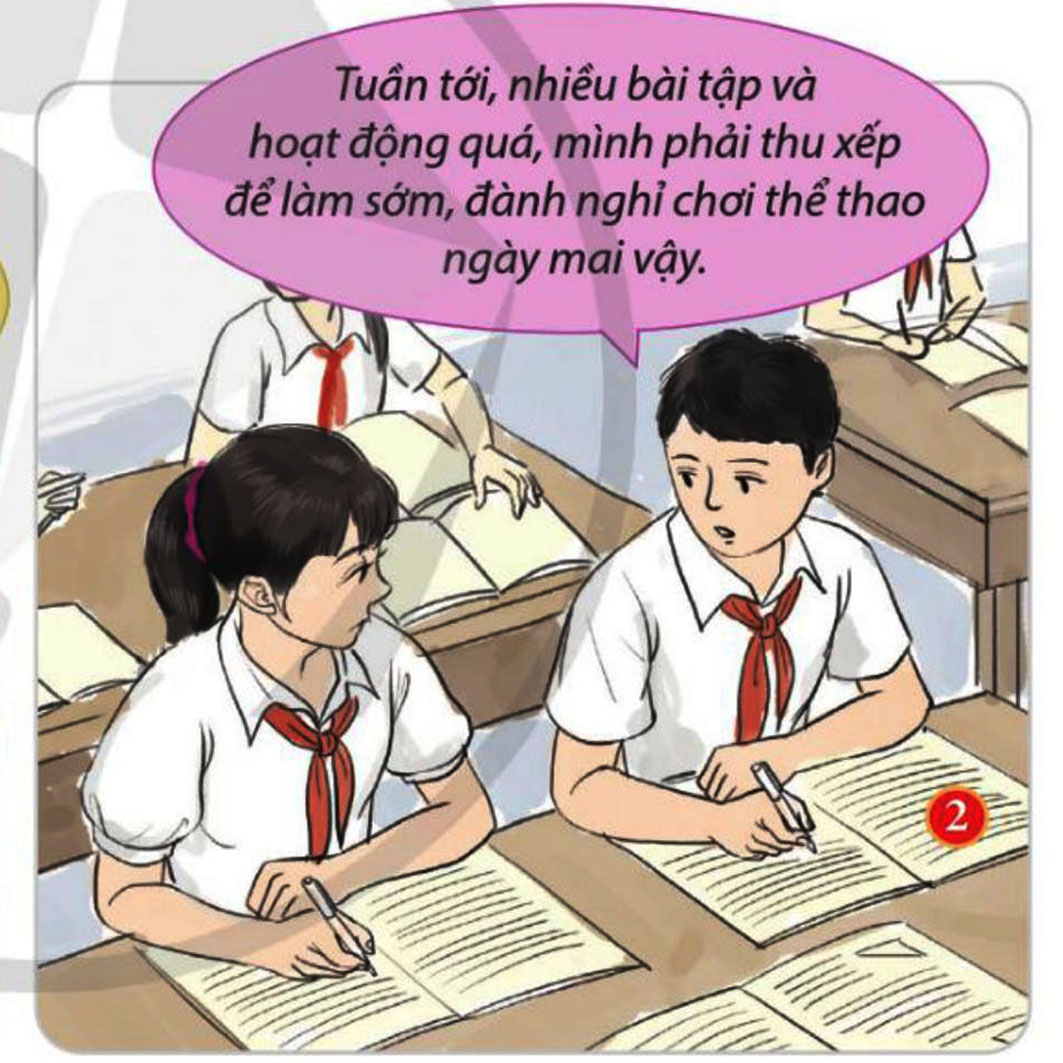 Tuần tới, nhiều bài tập và
hoạt động quá, mình phải thu xếp
để làm sớm, đành nghỉ chơi thể thao
ngày mai vậy.
2